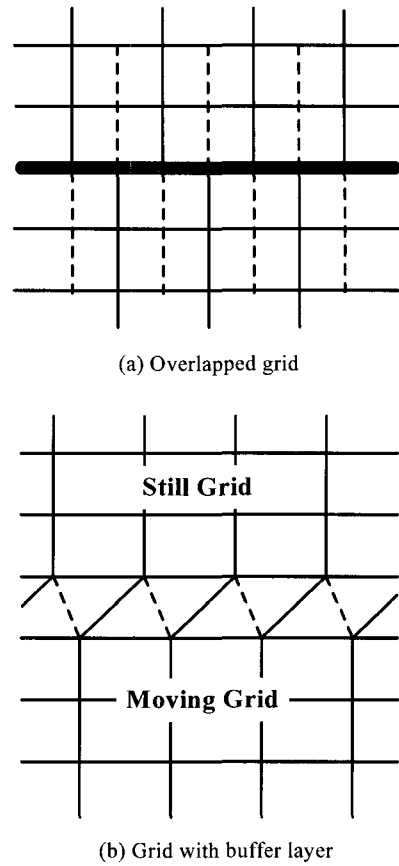 (a) Overlapped grid
Still Grid
Moving Grid
(b) Grid with buffer layer